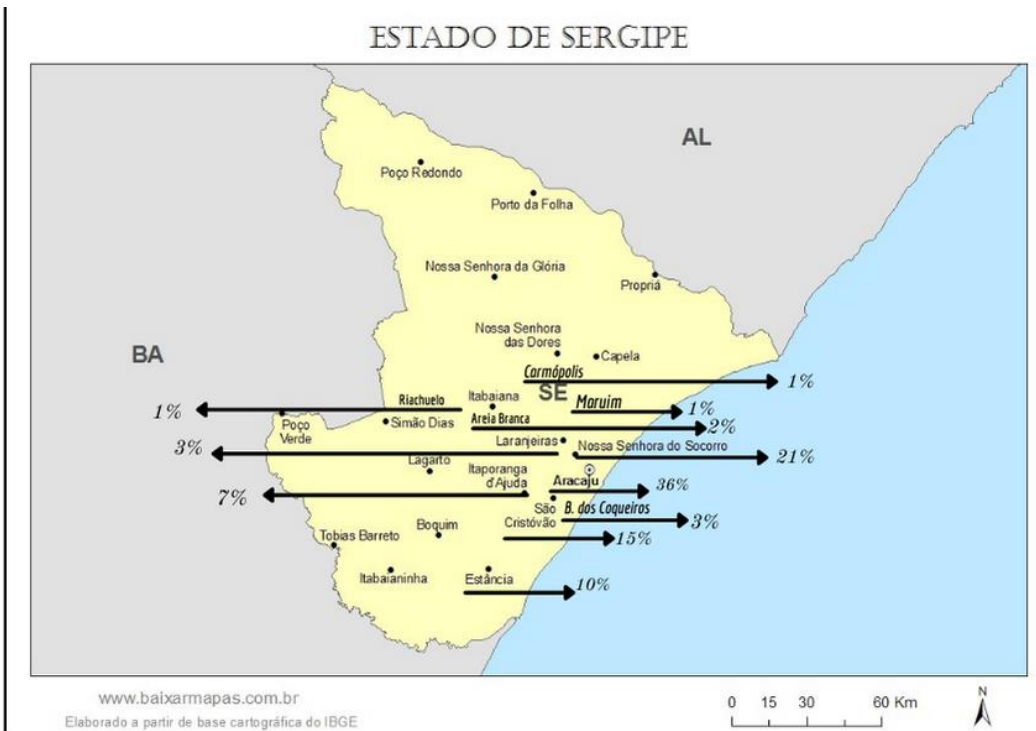 ESTADO DE SERGIPE
AL
Poço Redondo
Porto da Folha
Nossa Senhora da Glória
Propriá
Nossa Senhora
das Dores
Capela
BA
Carmópolis
1%
SE
Riachuelo
Itabaiana
Maruim
1%
1%
Areia Branca
2%
Poço
Verde
Simão Dias
Laranjeiras
Nossa Senhora do Socorro
3%
21%
Lagarto
Itaporanga
d'Ajuda
Aracaju
36%
7%
São
Cristóvão
B. dos Coqueiros
3%
Boquim
Tobias Barreto
15%
Itabaianinha
Estância
10%
www.baixarmapas.com.br
Elaborado a partir de base cartográfica do IBGE
0 15 30 60 Km
N